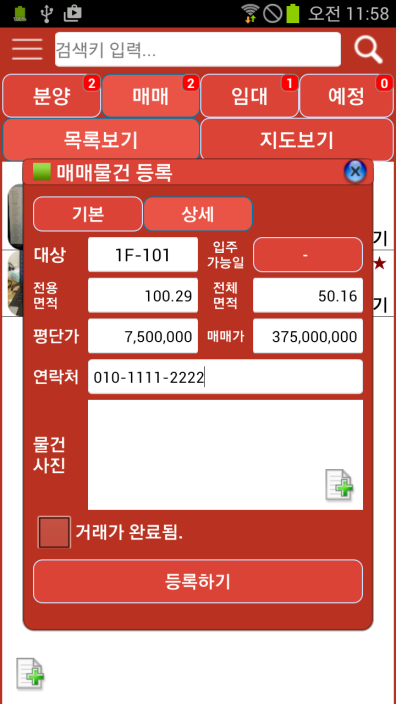 오전 11:58
검색키 입력...
분양 2 매매 2 임대 1 예정 0
목록보기 지도보기
매매물건 등록
기본 상세
대상 1F-101 입주
가능일 -
전용
면적 100.29 전체
면적 50.16
평단가 7,500,000 매매가 375,000,000
연락처 010-1111-2222
물건
사진
거래가 완료됨.
등록하기
기
기